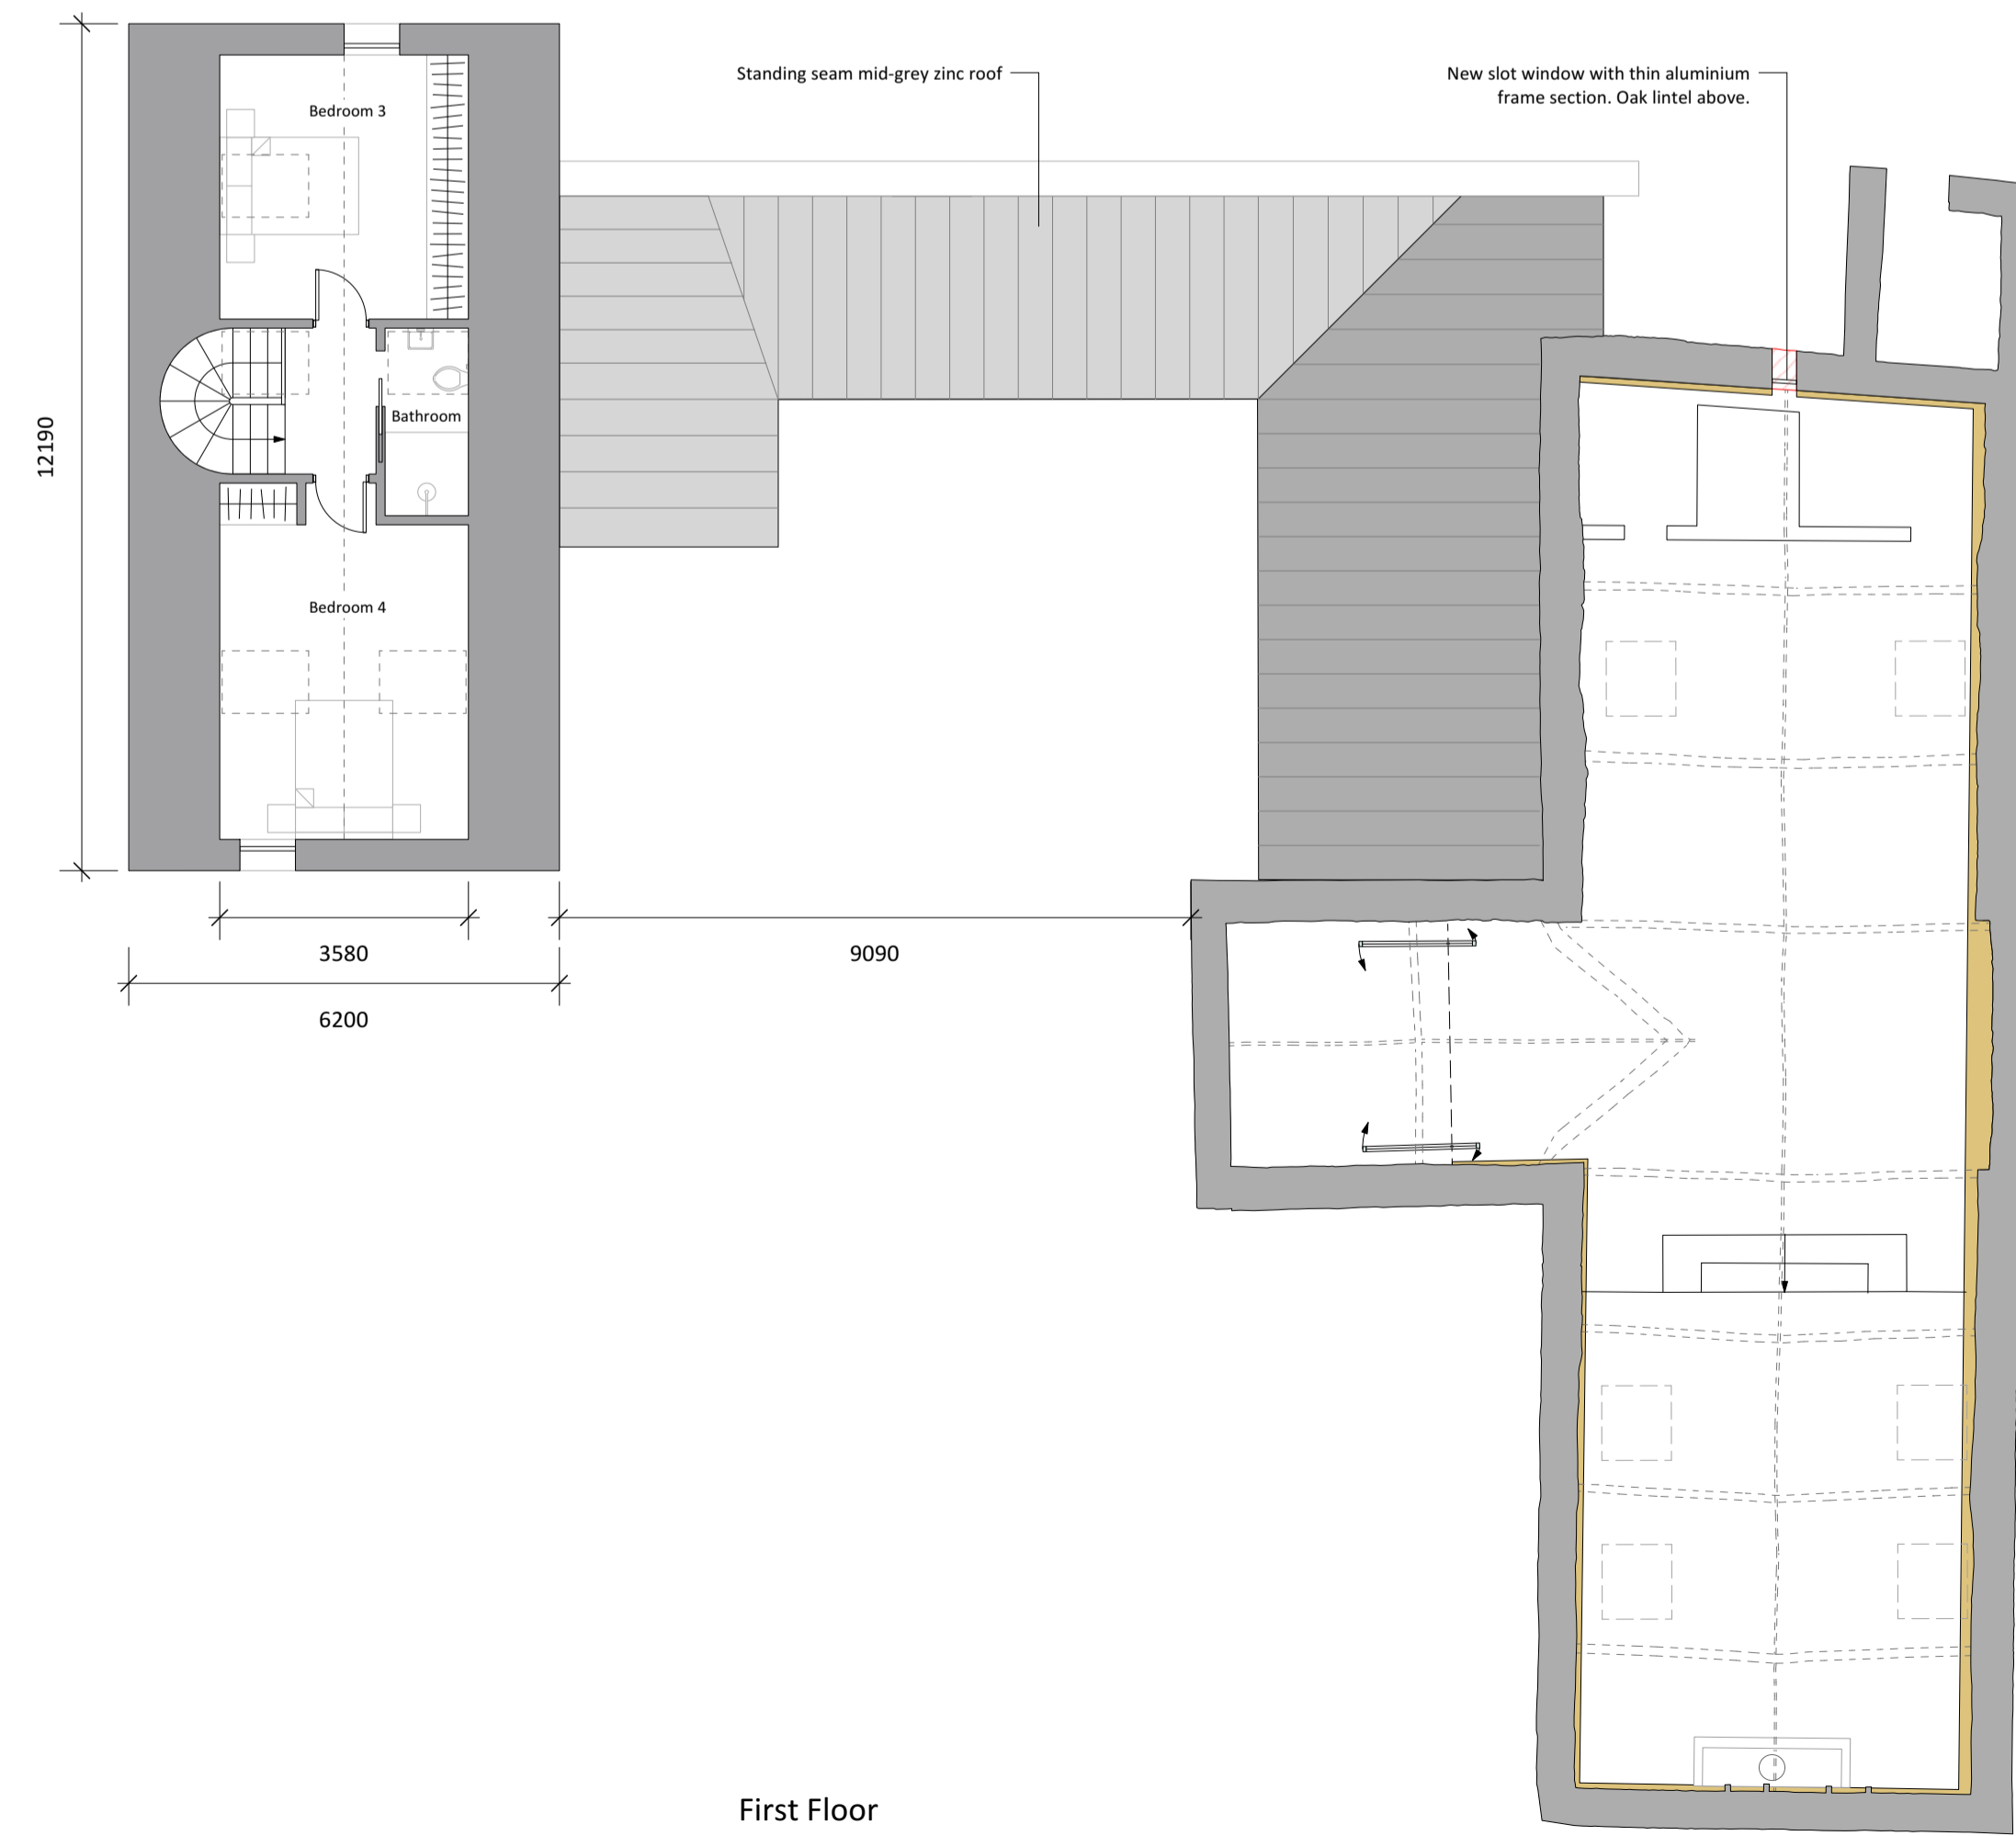 Standing seam mid-grey zinc roof
New slot window with thin aluminium
frame section. Oak lintel above.
Bedroom 3
Bathroom
12190
Bedroom 4
3580
9090
6200
First Floor